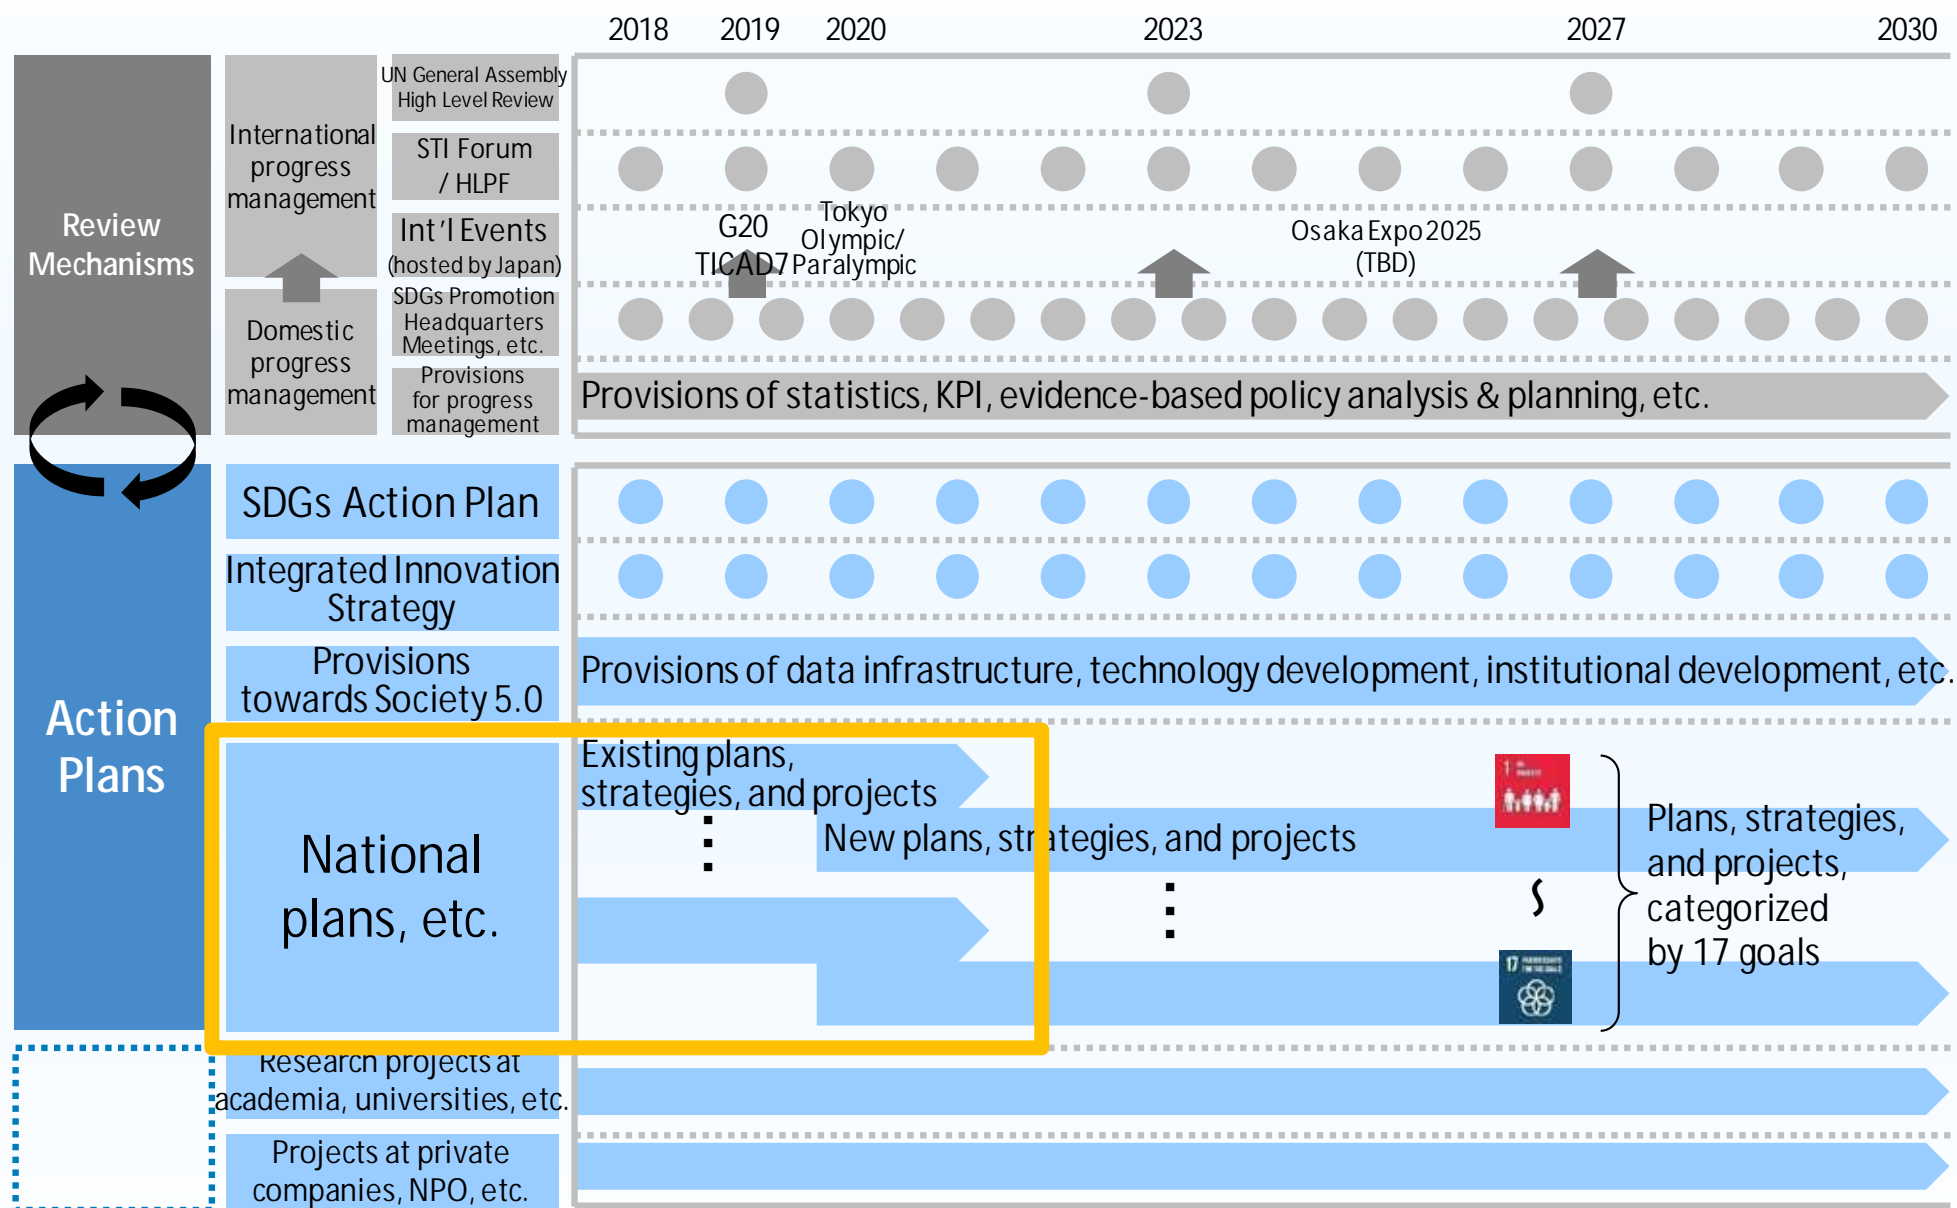 2018 2019 2020 2023 2027 2030
Review
Mechanisms
International
progress
management
UN General Assembly
High Level Review
STI Forum
/ HLPF
Int'l Events
(hosted by Japan)
G20
TICAD7
Tokyo
Olympic/
Paralympic
Osaka Expo 2025
(TBD)
Domestic
progress
management
SDGs Promotion
Headquarters
Meetings, etc.
Provisions
for progress
management
Provisions of statistics, KPI, evidence-based policy analysis & planning, etc.
Action
Plans
SDGs Action Plan
Integrated Innovation
Strategy
Provisions
towards Society 5.0
Provisions of data infrastructure, technology development, institutional development, etc.
National
plans, etc.
Existing plans,
strategies, and projects
New plans, strategies, and projects
1
17
Plans, strategies,
and projects,
categorized
by 17 goals
Research projects at
academia, universities, etc.
Projects at private
companies, NPO, etc.